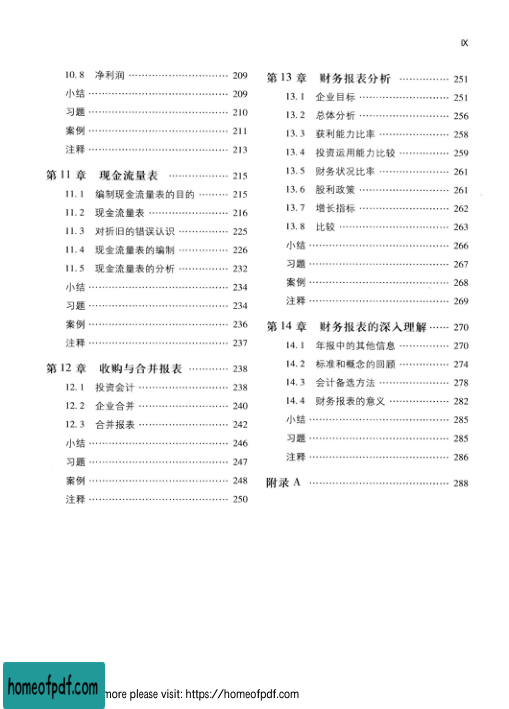 IX
10.8 净利润 ………………………… 209
小结 …………………………………… 209
习题 …………………………………… 210
案例 …………………………………… 211
注释 …………………………………… 213
第 11 章 现金流量表 ……………… 215
11.1 编制现金流量表的目的 ……… 215
11.2 现金流量表 …………………… 216
11.3 对折旧的错误认识 …………… 225
11.4 现金流量表的编制 …………… 226
11.5 现金流量表的分析 …………… 232
小结 …………………………………… 234
习题 …………………………………… 234
案例 …………………………………… 236
注释 …………………………………… 237
第 12 章 收购与合并报表 ………… 238
12.1 投资会计 ……………………… 238
12.2 企业合并 ……………………… 240
12.3 合并报表 ……………………… 242
小结 …………………………………… 246
习题 …………………………………… 247
案例 …………………………………… 248
注释 …………………………………… 250
第 13 章 财务报表分析 …………… 251
13.1 企业目标 ……………………… 251
13.2 总体分析 ……………………… 256
13.3 获利能力比率 ………………… 258
13.4 投资运用能力比较 …………… 259
13.5 财务状况比率 ………………… 261
13.6 股利政策 ……………………… 261
13.7 增长指标 ……………………… 262
13.8 比较 …………………………… 263
小结 …………………………………… 266
习题 …………………………………… 267
案例 …………………………………… 268
注释 …………………………………… 269
第 14 章 财务报表的深入理解 …… 270
14.1 年报中的其他信息 …………… 270
14.2 标准和概念的回顾 …………… 274
14.3 会计备选方法 ………………… 278
14.4 财务报表的意义 ……………… 282
小结 …………………………………… 285
习题 …………………………………… 285
注释 …………………………………… 286
附录 A …………………………………… 288
homeofpdf.com
more please visit: https://homeofpdf.com